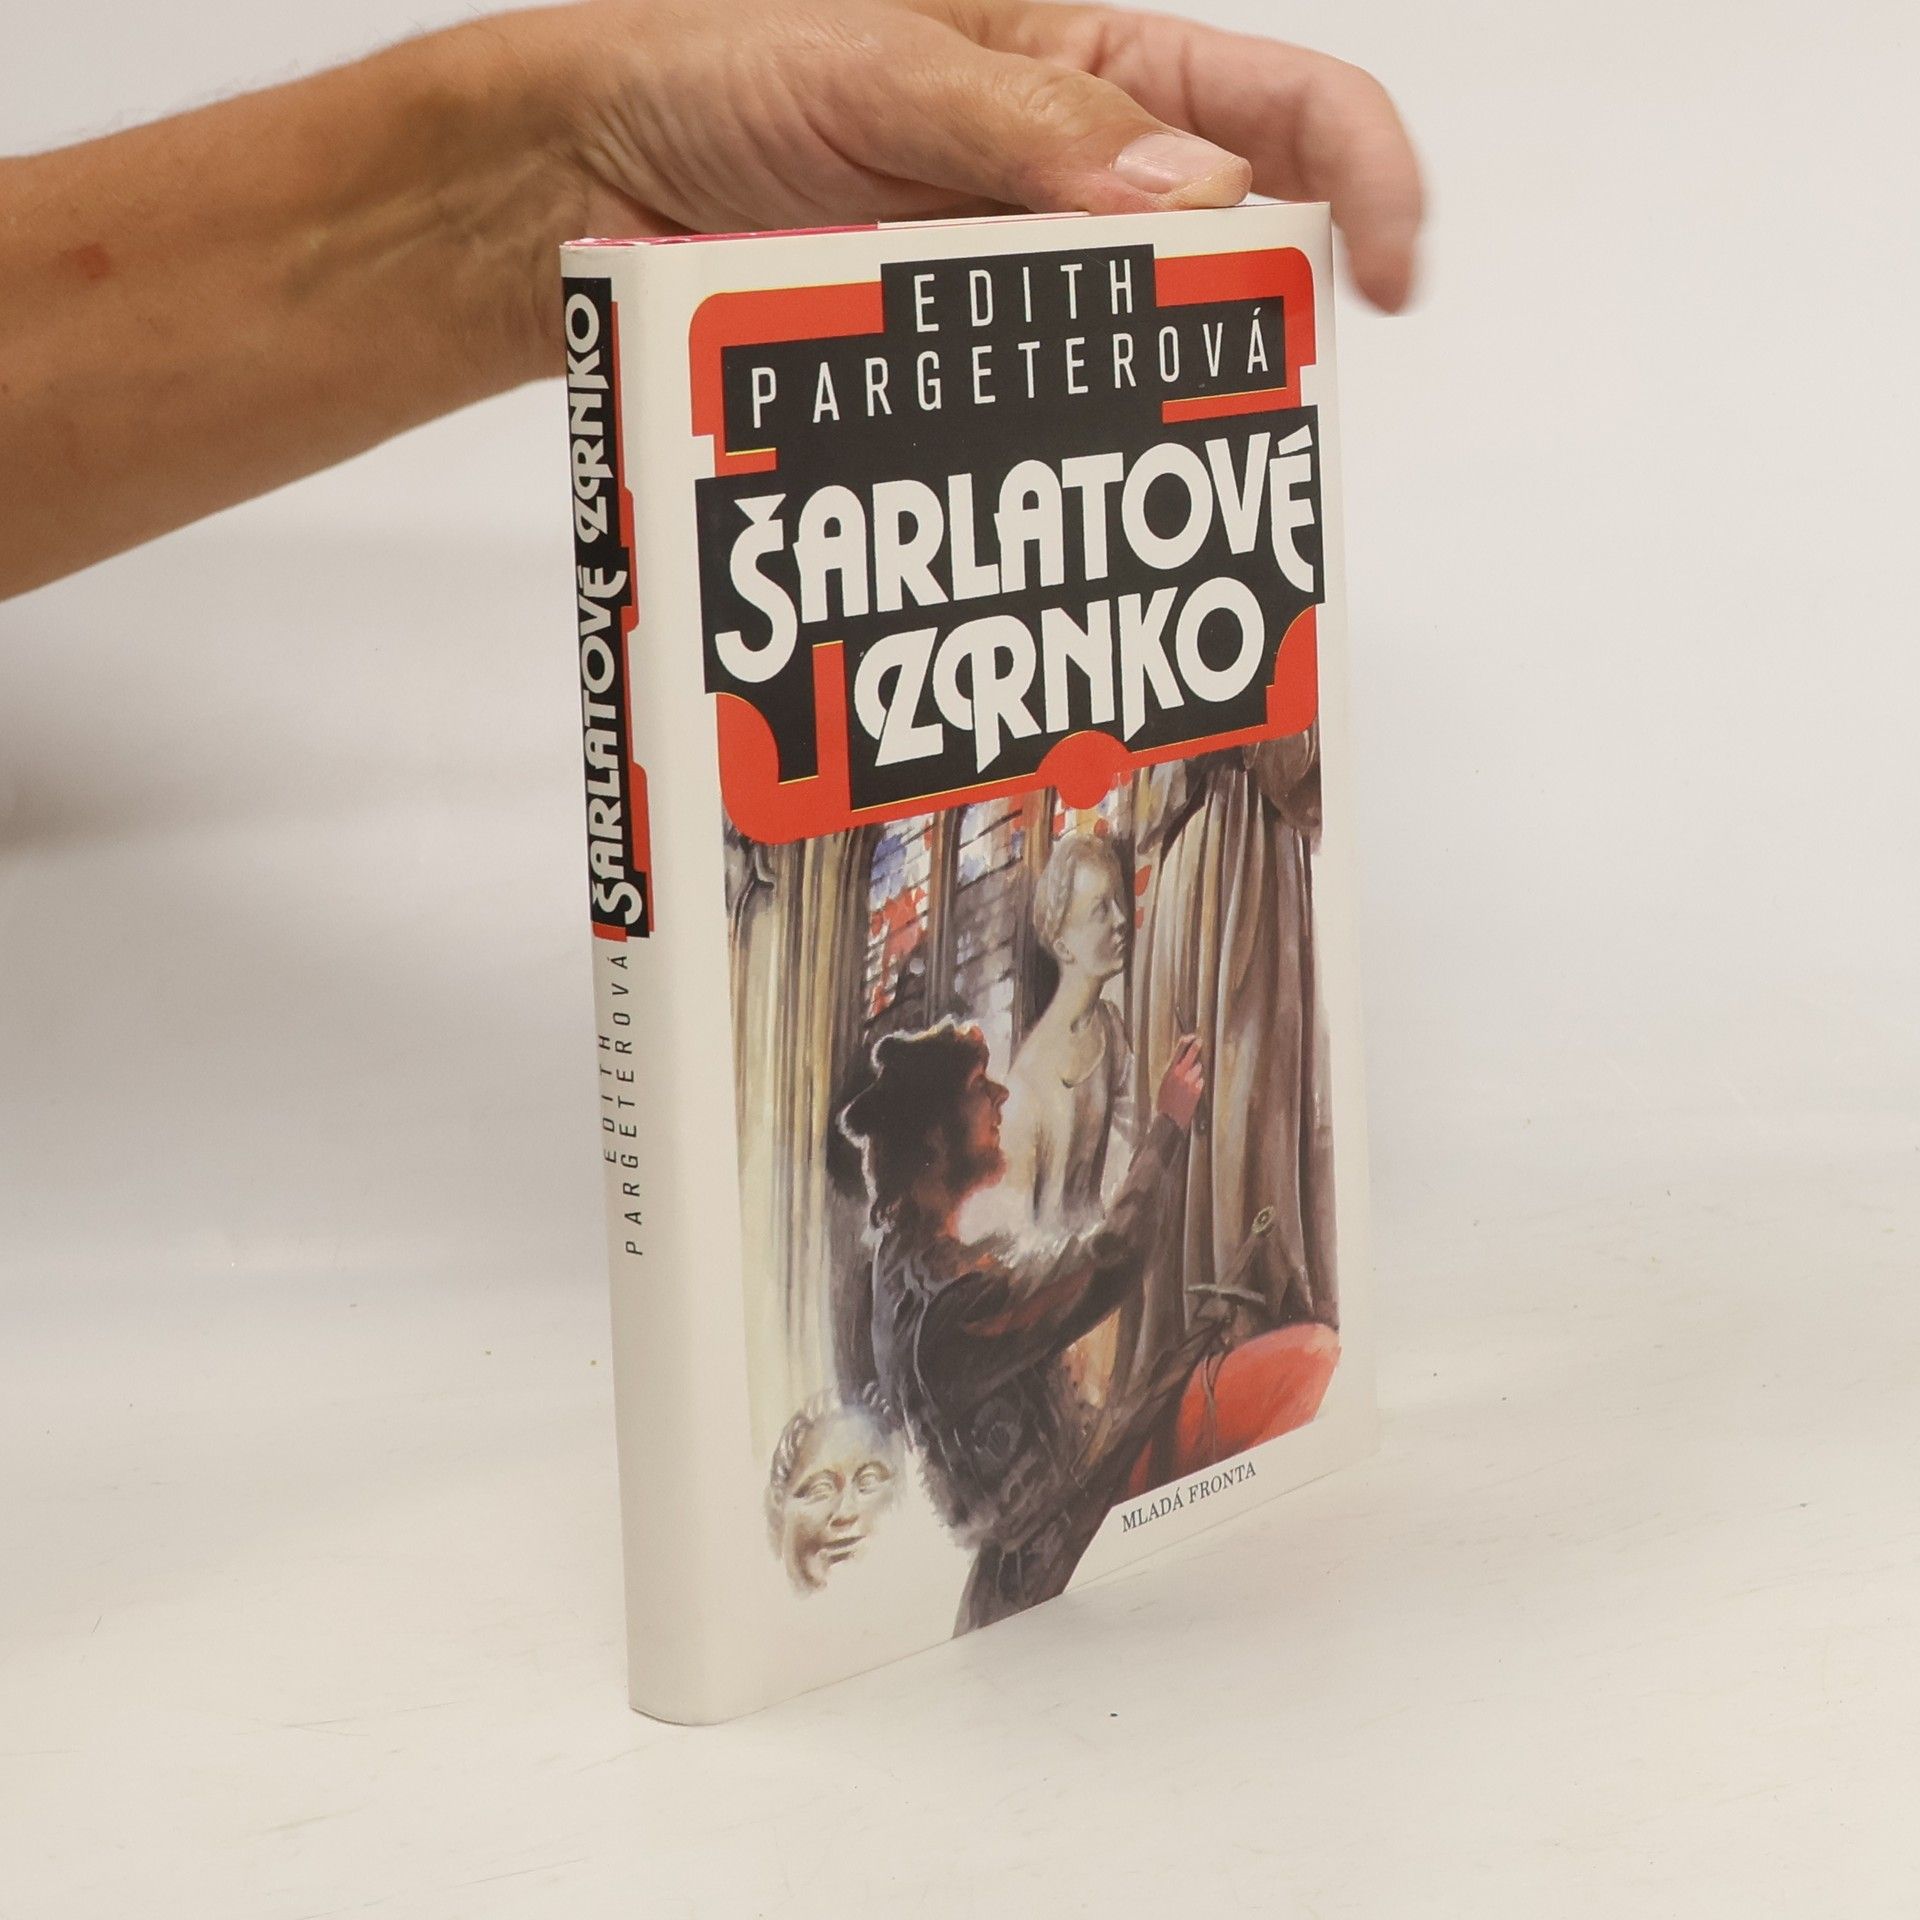 EDITH
PARGETEROVÁ
ŠARLATOVÉ
ZRNKO
MLADÁ FRONTA
ŠARLATOVÉ ZRNKO
EDITH
PARGETEROVÁ